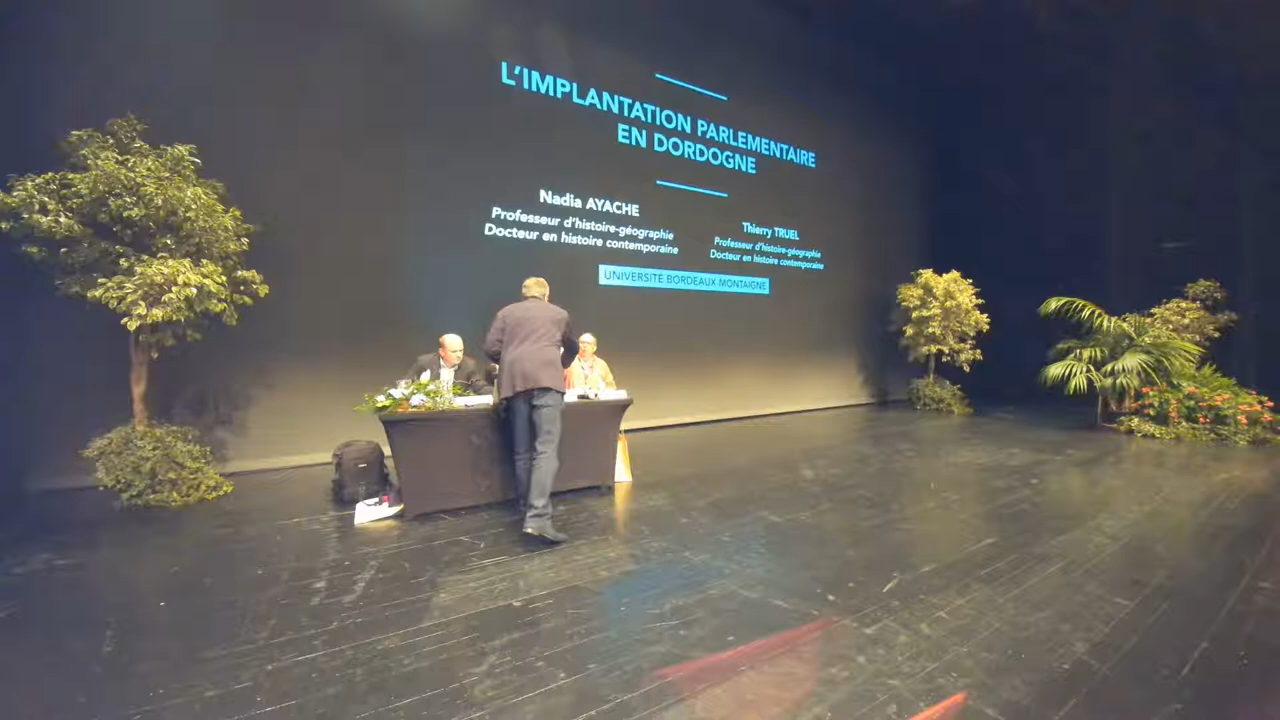 L'IMPLANTATION PARLEMENTAIRE
EN DORDOGNE
Nadia AYACHE
Professeur d'histoire-géographie
Docteur en histoire contemporaine
Thierry TRUEL
Professeur d'histoire-géographie
Docteur en histoire contemporaine
UNIVERSITÉ BORDEAUX-MONTAIGNE